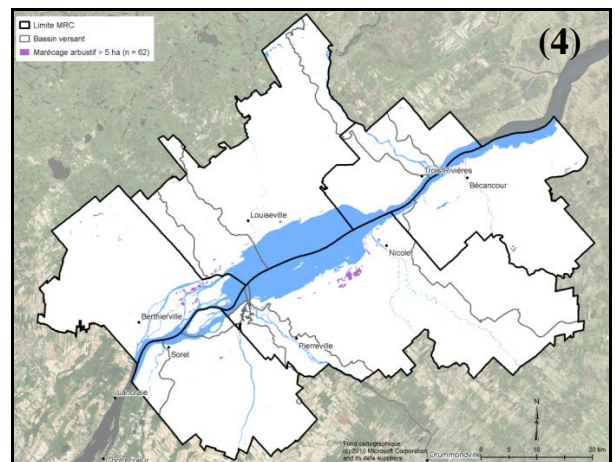 Limite MRC
Bassin versant
Marécage arbustif > 5 ha (n = 62)
(4)
Trois-Rivières
Bécancour
Louiseville
Nicolet
Berthierville
Pierreville
Sorel
Lanoraie
Contrecoeur
Drummondville
N
Fond cartographique :
(c) 2010 Microsoft Corporation
and its data suppliers
0 5 10 20 km